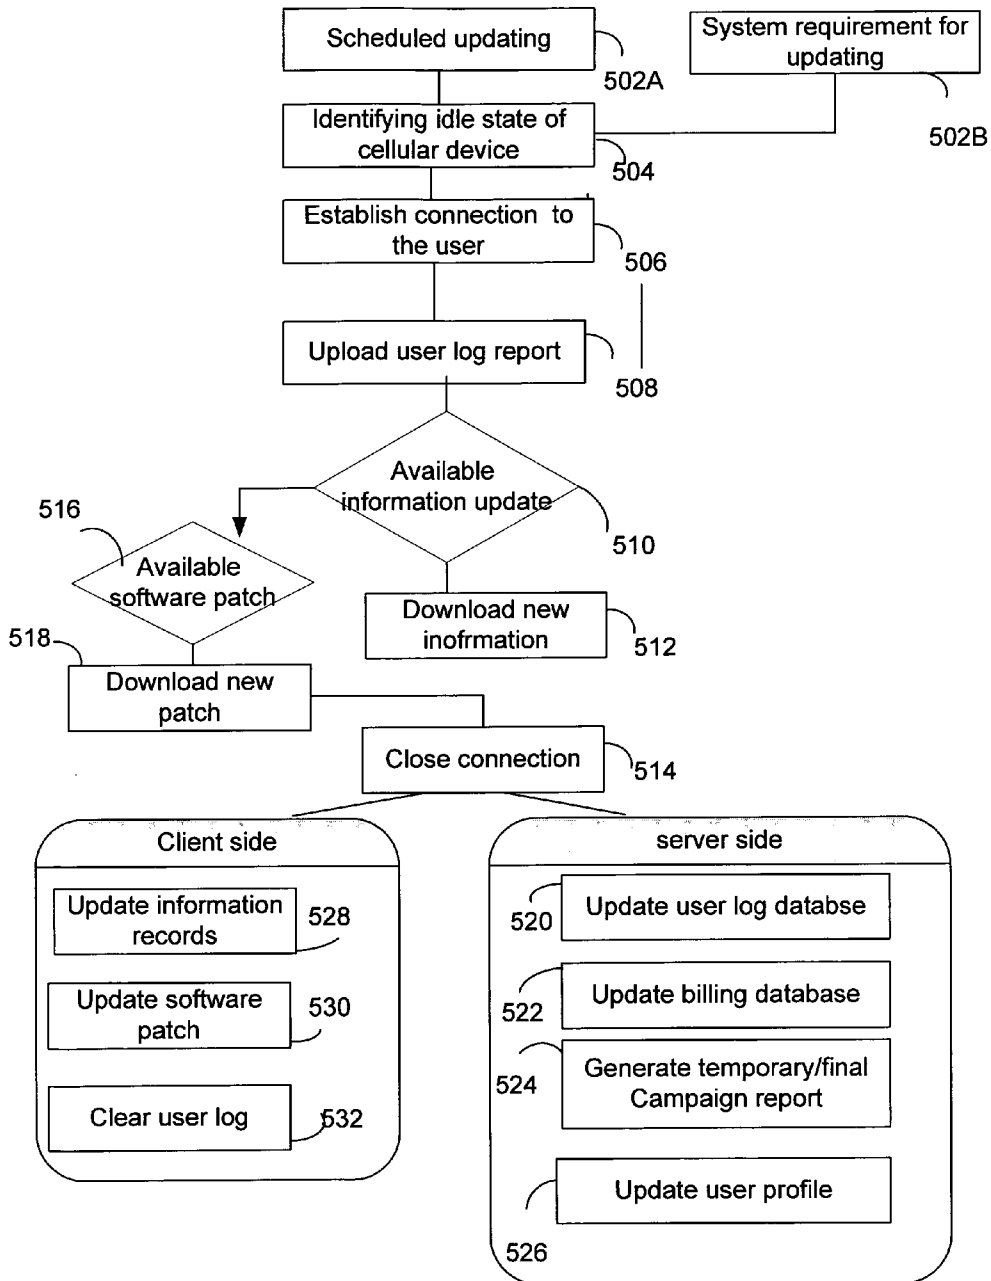 Scheduled updating
502A
System requirement for
updating
502B
Identifying idle state of
cellular device
504
Establish connection to
the user
506
Upload user log report
508
Available
information update
510
516
Available
software patch
Download new
inofrmation
512
518
Download new
patch
Close connection
514
Client side
Update information
records
528
Update software
patch
530
Clear user log
532
server side
520
Update user log databse
522
Update billing database
524
Generate temporary/final
Campaign report
Update user profile
526